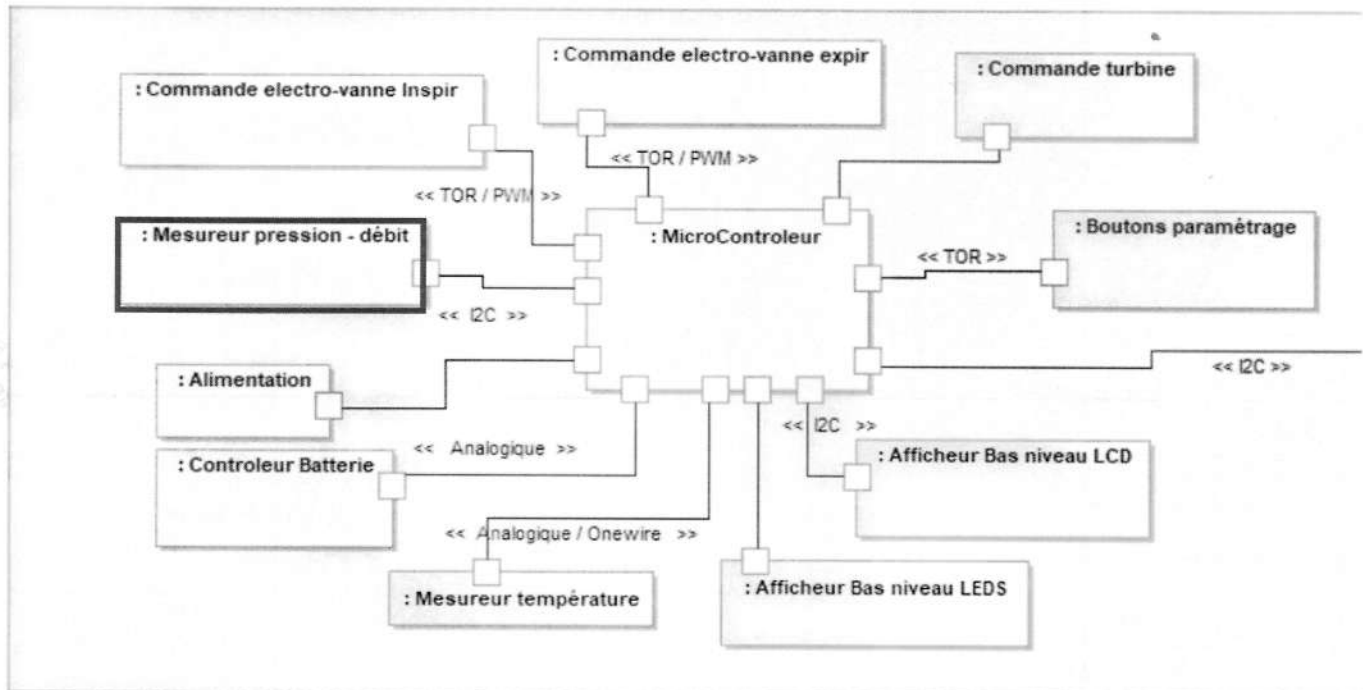 : Commande electro-vanne expir
: Commande turbine
: Commande electro-vanne Inspir
<< TOR / PWM >>
<< TOR / PWM >>
: Mesureur pression - débit
: MicroControleur
: Boutons paramètrage
<< TOR >>
<< I2C >>
<< I2C >>
: Alimentation
<< I2C >>
<< Analogique >>
: Controleur Batterie
: Afficheur Bas niveau LCD
<< Analogique / Onewire >>
: Mesureur température
: Afficheur Bas niveau LEDS